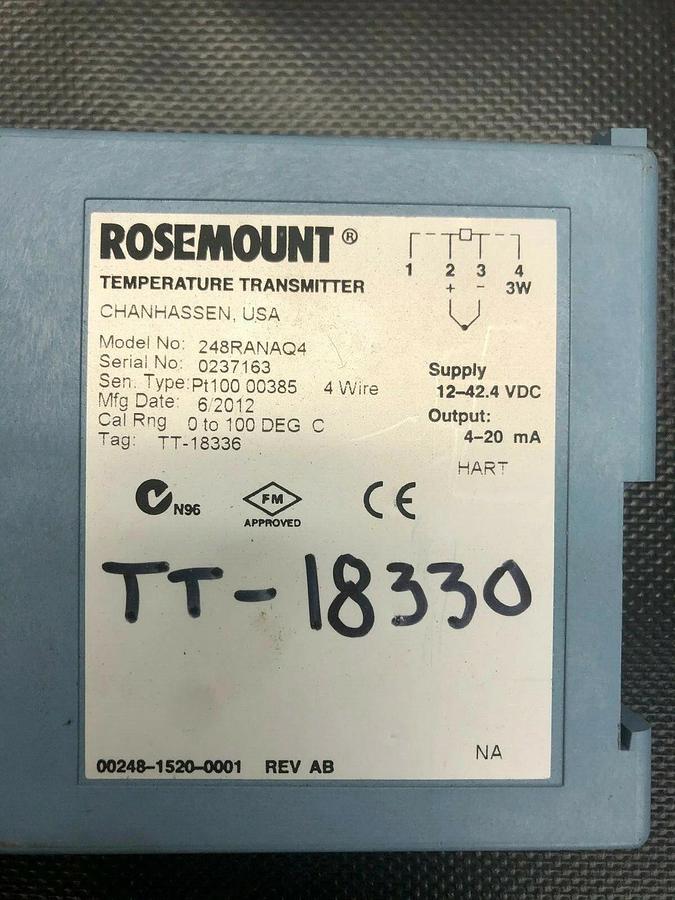 ROSEMOUNT®
TEMPERATURE TRANSMITTER
CHANHASSEN, USA
1 2 3 4
+ - 3W
Model No: 248RANAQ4
Serial No: 0237163
Sen. Type:Pt100 00385 4 Wire
Mfg Date: 6/2012
Cal Rng 0 to 100 DEG C
Tag: TT-18336
Supply
12-42.4 VDC
Output:
4-20 mA
HART
N96
FM
APPROVED
CE
TT-18330
NA
00248-1520-0001 REV AB